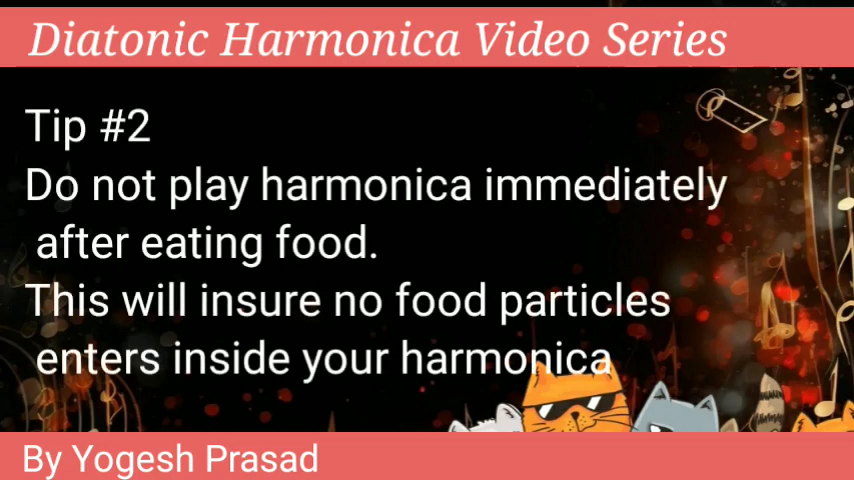 Diatonic Harmonica Video Series
Tip #2
Do not play harmonica immediately
after eating food.
This will insure no food particles
enters inside your harmonica
By Yogesh Prasad